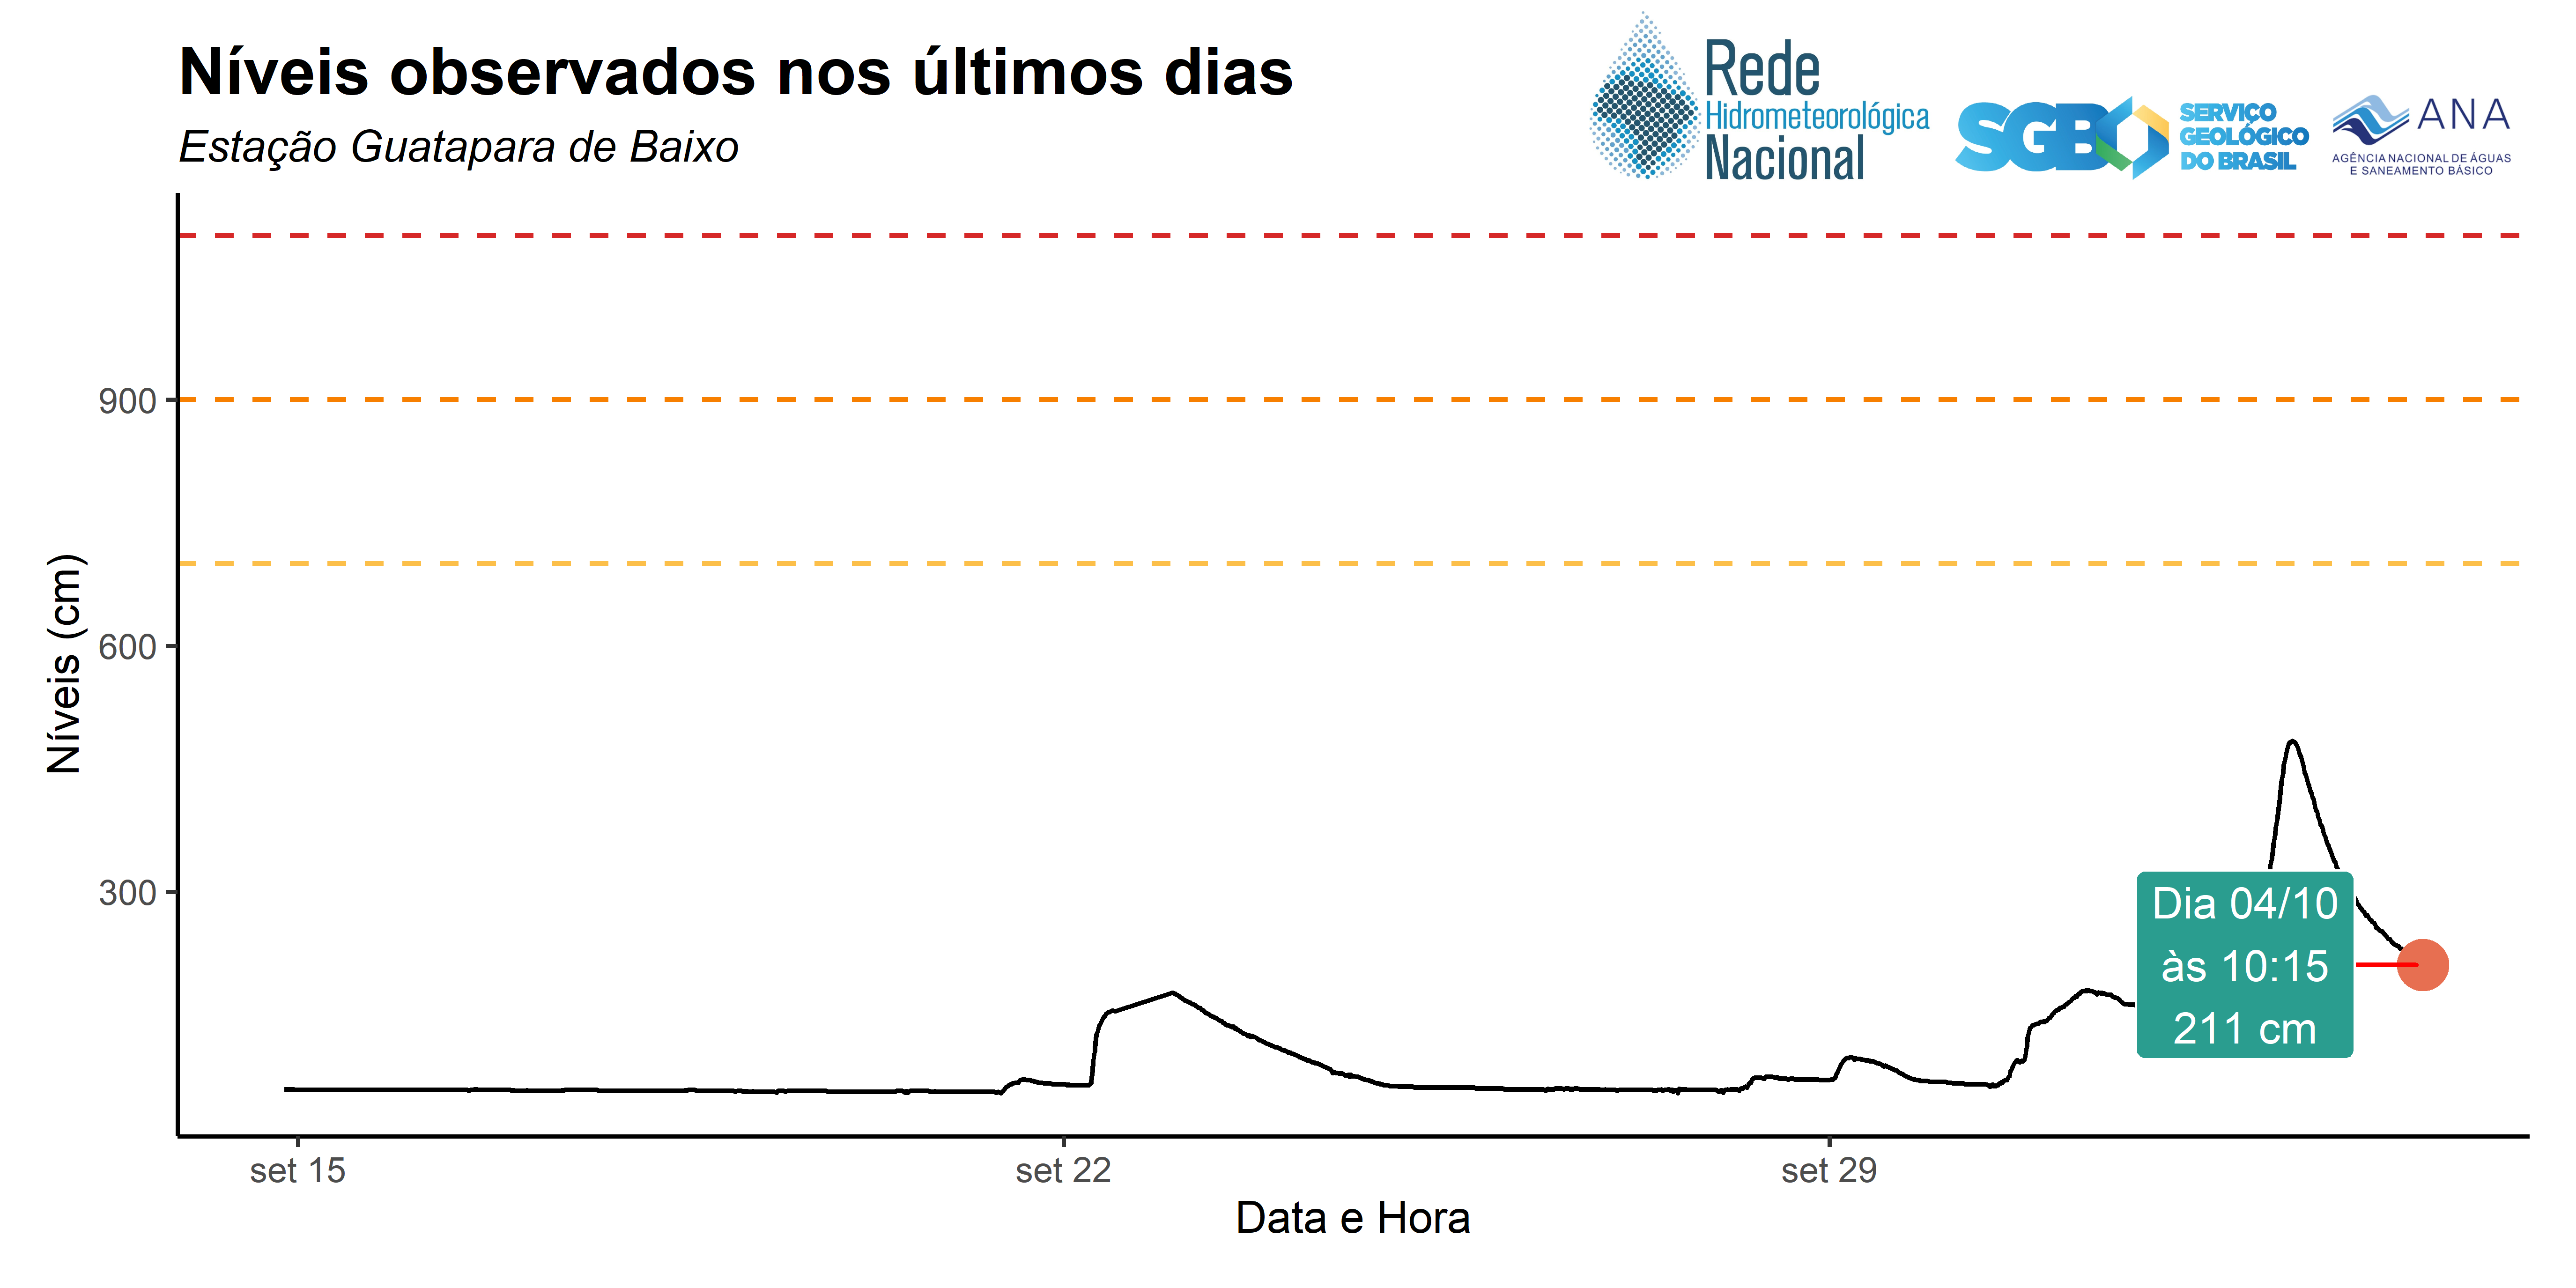 Níveis observados nos últimos dias
Estação Guatapara de Baixo
Rede
Hidrometeorológica
Nacional
SGB
SERVIÇO
GEOLÓGICO
DO BRASIL
ANA
AGÊNCIA NACIONAL DE ÁGUAS
E SANEAMENTO BÁSICO
Níveis (cm)
900
600
300
Dia 04/10
às 10:15
211 cm
set 15
set 22
set 29
Data e Hora